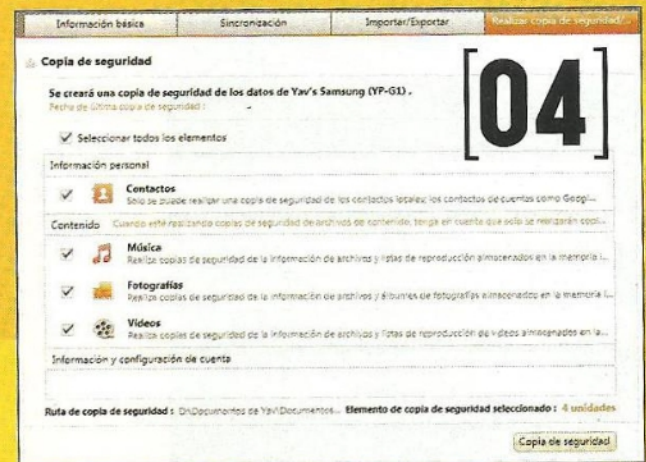 Información básica
Sincronización
Importar/Exportar
Realizar copia de seguridad/...
Copia de seguridad
[04]
Se creará una copia de seguridad de los datos de Yav's Samsung (YP-G1) .
Fecha de última copia de seguridad :
Seleccionar todos los elementos
Información personal
Contactos
Solo se puede realizar una copia de seguridad de los contactos locales; los contactos de cuentas como Googl...
Contenido Cuando esté realizando copias de seguridad de archivos de contenido, tenga en cuenta que solo se realizarán copi...
Música
Realiza copias de seguridad de la información de archivos y listas de reproducción almacenados en la memoria i...
Fotografías
Realiza copias de seguridad de la información de archivos y álbumes de fotografías almacenados en la memoria i...
Vídeos
Realiza copias de seguridad de la información de archivos y listas de reproducción de vídeos almacenados en la...
Información y configuración de cuenta
Ruta de copia de seguridad : D:\Documentos de Yav\Documentos... Elemento de copia de seguridad seleccionado : 4 unidades
Copia de seguridad